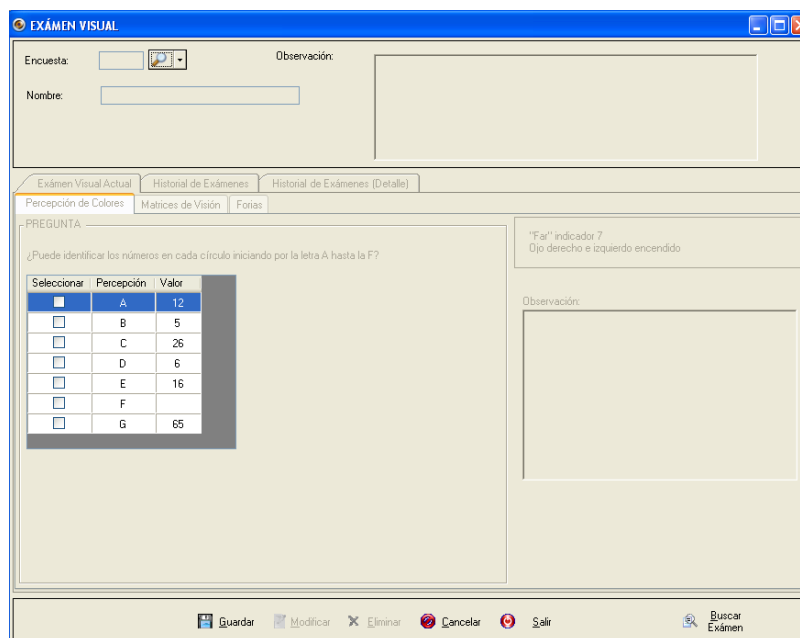 EXÁMEN VISUAL
Encuesta:
Observación:
Nombre:
Exámen Visual Actual
Historial de Exámenes
Historial de Exámenes (Detalle)
Percepción de Colores
Matrices de Visión
Forias
PREGUNTA
¿Puede identificar los números en cada círculo iniciando por la letra A hasta la F?
Seleccionar Percepción Valor
A 12
B 5
C 26
D 6
E 16
F
G 65
"Far" indicador 7
Ojo derecho e izquierdo encendido
Observación:
Guardar
Modificar
Eliminar
Cancelar
Salir
Buscar
Exámen